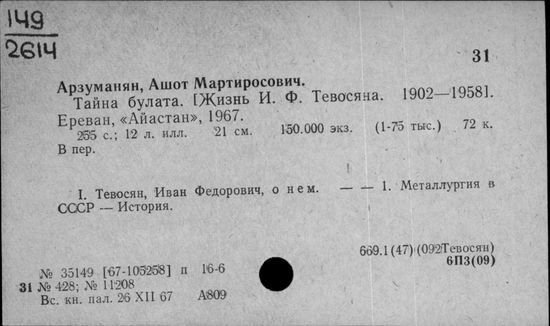 149
2614
31
Арзуманян, Ашот Мартиросович.
Тайна булата. [Жизнь И. Ф. Тевосяна. 1902—1958].
Ереван, «Айастан», 1967.
255 с.; 12 л. илл. 21 см. 150.000 экз. (1-75 тыс.) 72 к.
В пер.
I. Тевосян, Иван Федорович, о нем. — — 1. Металлургия в
СССР — История.
669.1(47)(092Тевосян)
6П3(09)
№ 35149 [67-105258] п 16-6
31 № 428; № 11208
Вс. кн. пал. 26 XII 67 А809